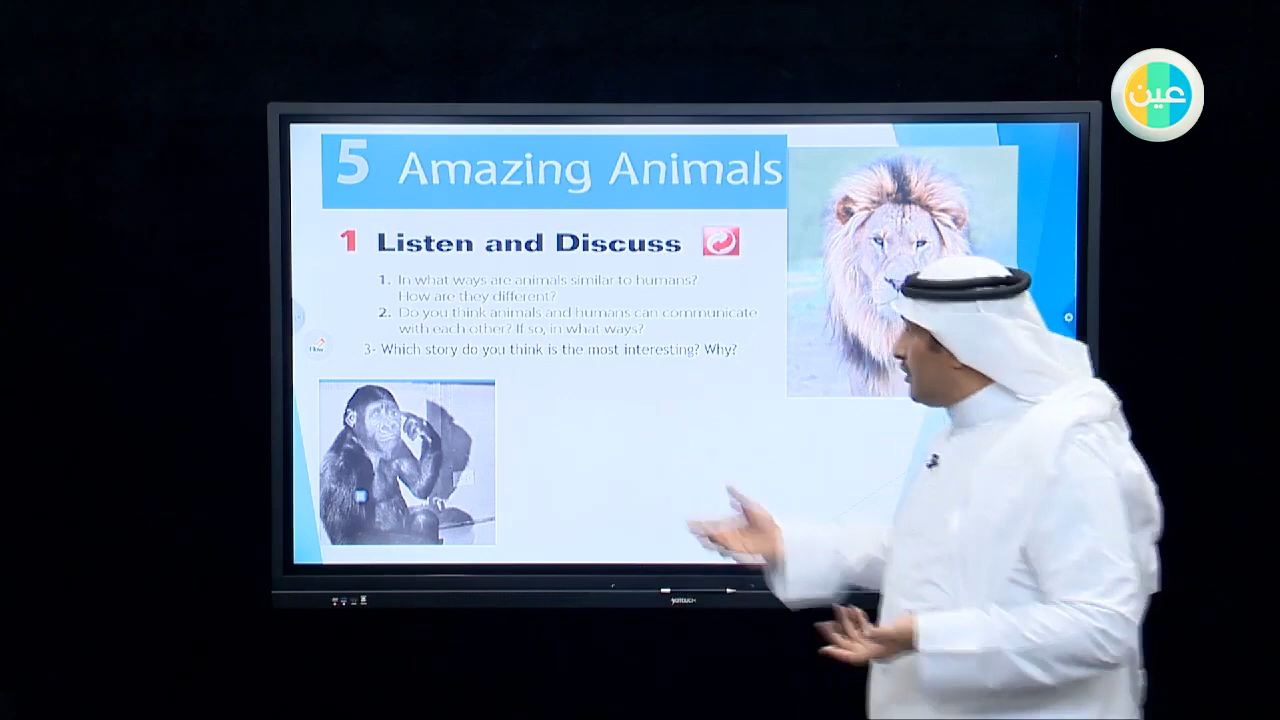 عين
5 Amazing Animals
1 Listen and Discuss
1. In what ways are animals similar to humans?
How are they different?
2. Do you think animals and humans can communicate
with each other? If so, in what ways?
3- Which story do you think is the most interesting? Why?